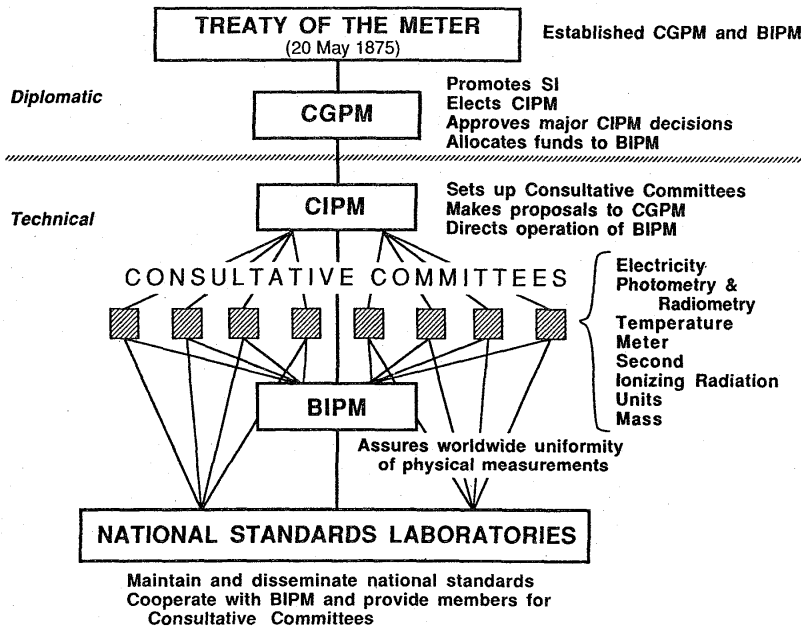 TREATY OF THE METER
(20 May 1875)
Established CGPM and BIPM
Diplomatic
CGPM
Promotes SI
Elects CIPM
Approves major CIPM decisions
Allocates funds to BIPM
Technical
CIPM
Sets up Consultative Committees
Makes proposals to CGPM
Directs operation of BIPM
CONSULTATIVE COMMITTEES
Electricity
Photometry &
Radiometry
Temperature
Meter
Second
Ionizing Radiation
Units
Mass
BIPM
Assures worldwide uniformity
of physical measurements
NATIONAL STANDARDS LABORATORIES
Maintain and disseminate national standards
Cooperate with BIPM and provide members for
Consultative Committees